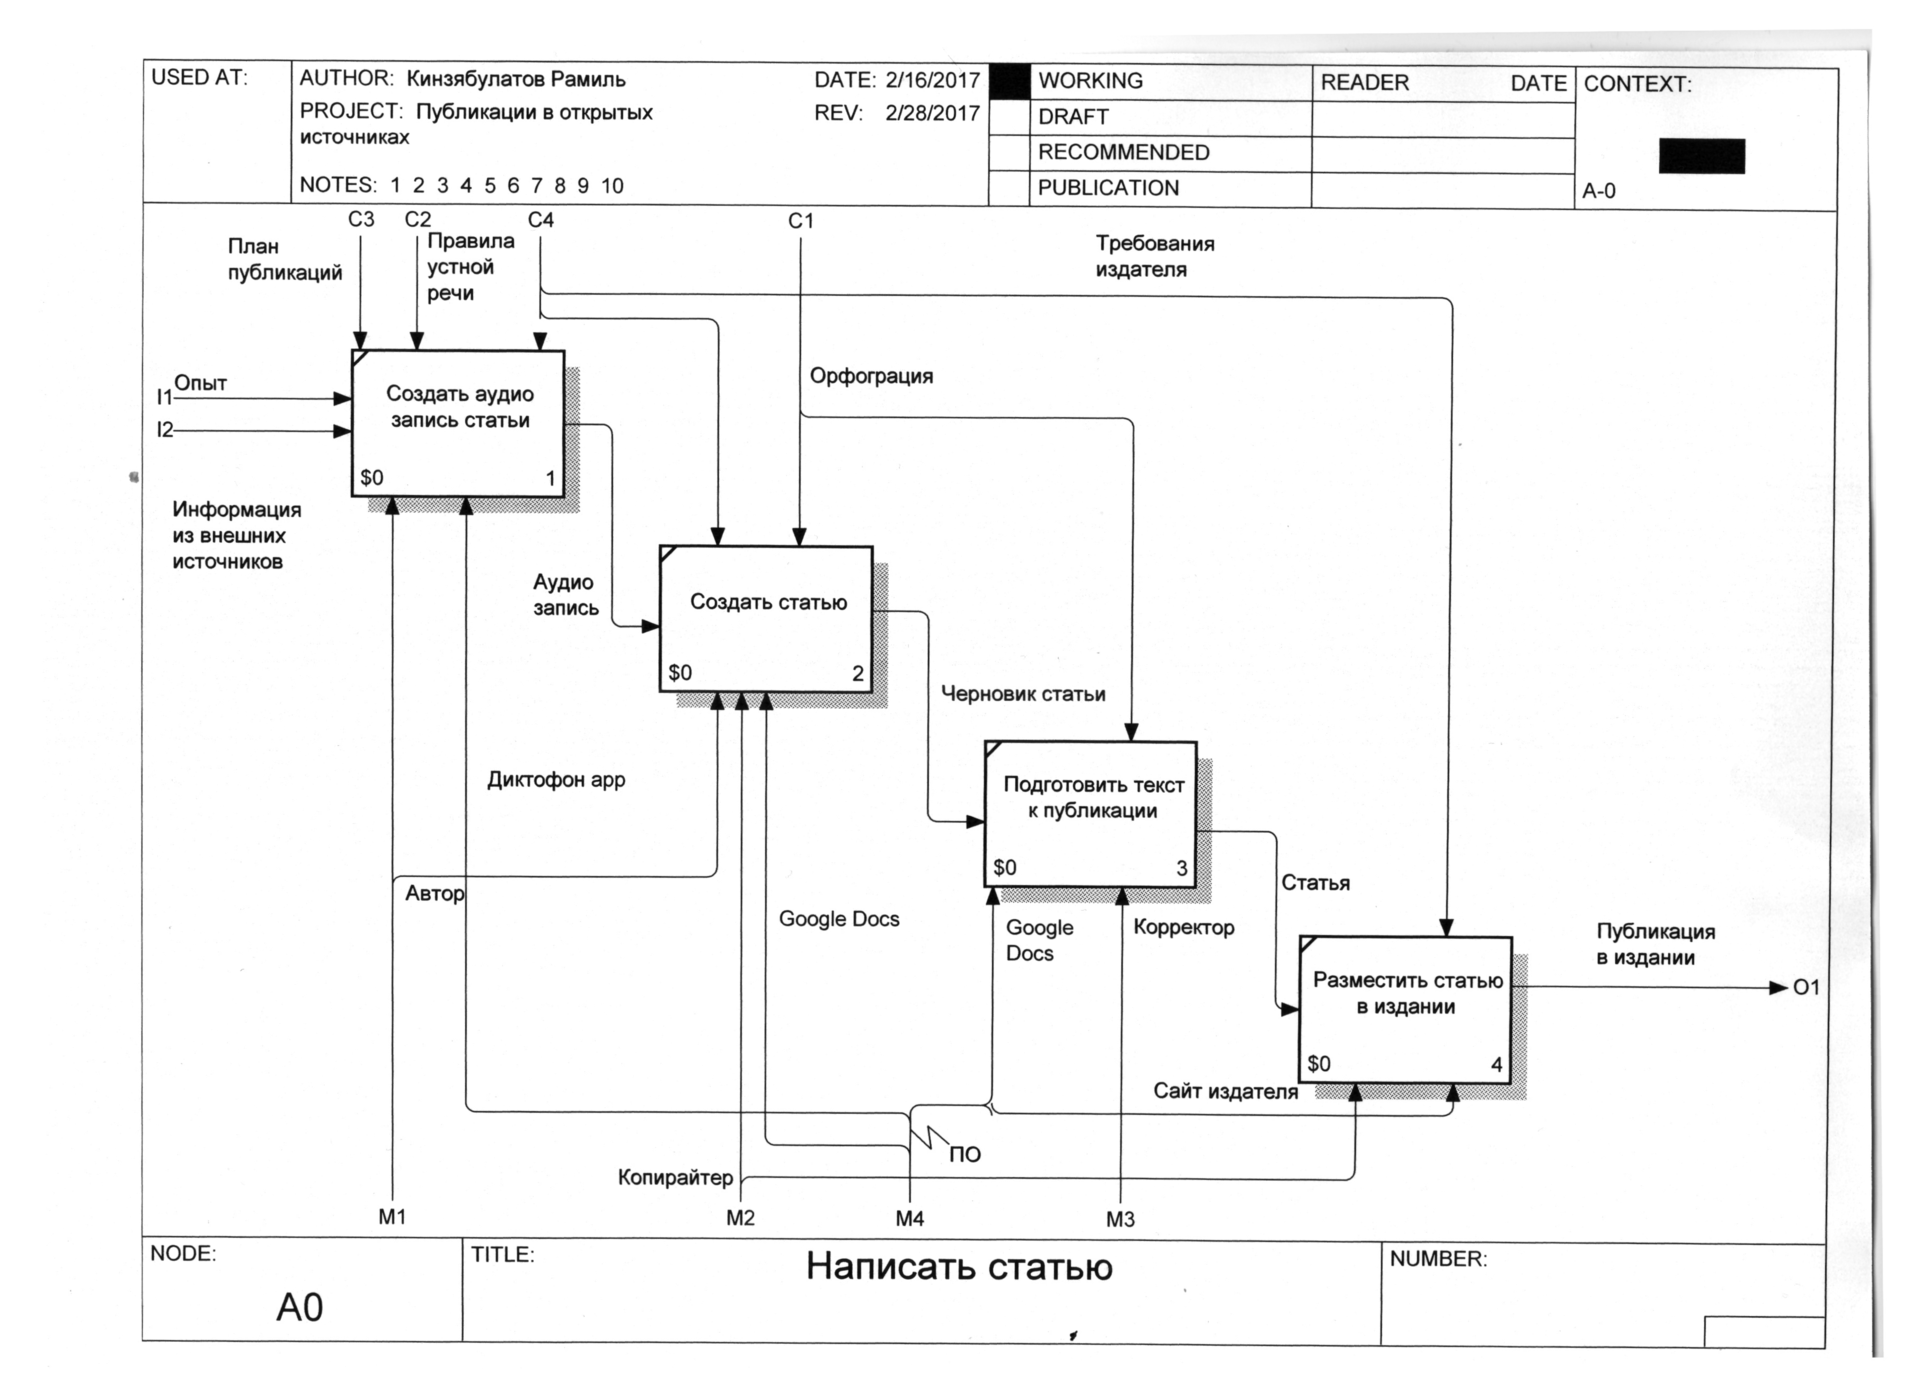 USED AT:
AUTHOR: Кинзябулатов Рамиль
DATE: 2/16/2017
PROJECT: Публикации в открытых
источниках
REV: 2/28/2017
NOTES: 1 2 3 4 5 6 7 8 9 10
WORKING
DRAFT
RECOMMENDED
PUBLICATION
READER DATE
CONTEXT:
A-0
C3
C2
C4
C1
План
публикаций
Правила
устной
речи
Требования
издателя
Орфограция
I1
Опыт
I2
Создать аудио
запись статьи
$0 1
Информация
из внешних
источников
Аудио
запись
Создать статью
$0 2
Черновик статьи
Диктофон app
Подготовить текст
к публикации
$0 3
Автор
Google Docs
Google
Docs
Корректор
Статья
Разместить статью
в издании
$0 4
Публикация
в издании
O1
Сайт издателя
ПО
Копирайтер
M1
M2
M4
M3
NODE:
A0
TITLE:
Написать статью
NUMBER: